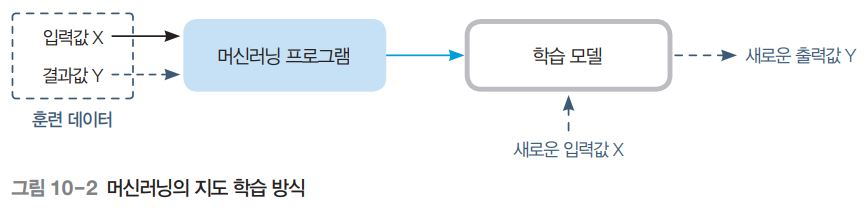 입력값 X
결과값 Y
훈련 데이터
머신러닝 프로그램
학습 모델
새로운 출력값 Y
새로운 입력값 X
그림 10-2 머신러닝의 지도 학습 방식